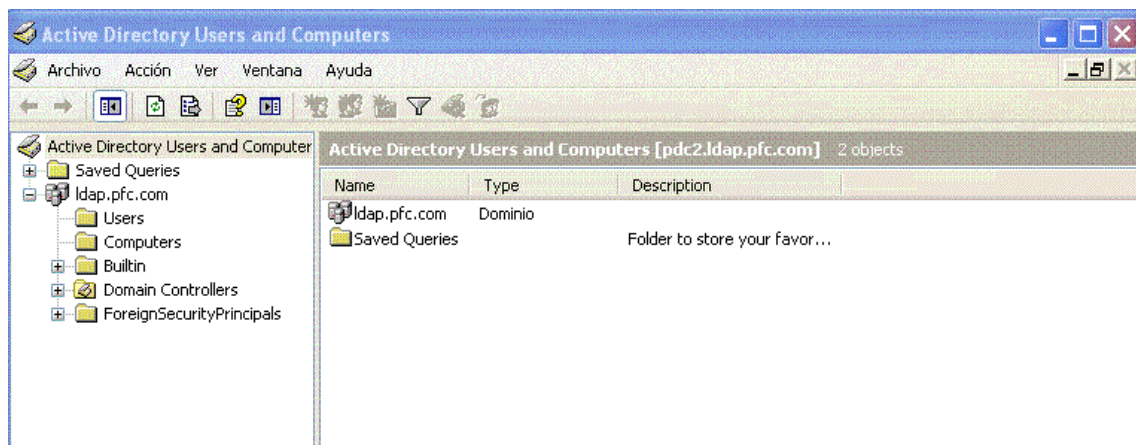 Active Directory Users and Computers
Archivo Acción Ver Ventana Ayuda
Active Directory Users and Computer
Saved Queries
ldap.pfc.com
Users
Computers
Builtin
Domain Controllers
ForeignSecurityPrincipals
Active Directory Users and Computers [pdc2.ldap.pfc.com] 2 objects
Name Type Description
ldap.pfc.com Dominio
Saved Queries Folder to store your favor...